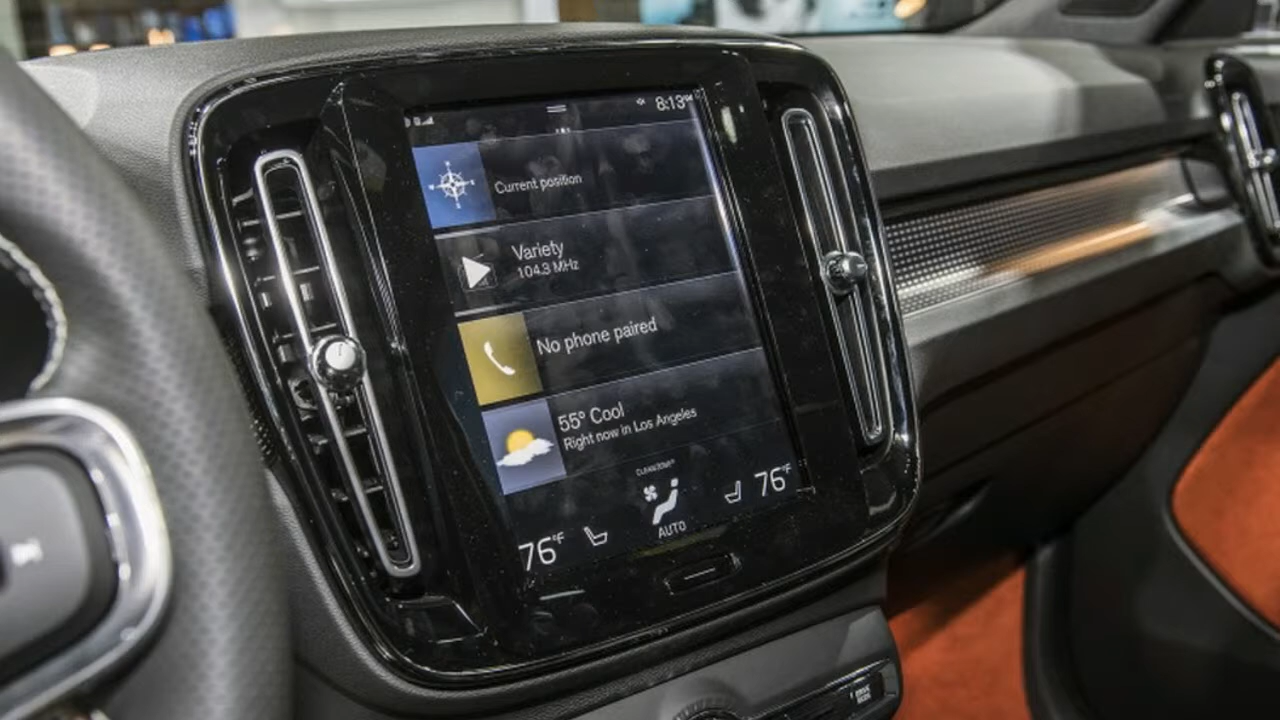 8:13
Current position
Variety
104.3 MHz
No phone paired
55° Cool
Right now in Los Angeles
76°F
AUTO
76°F